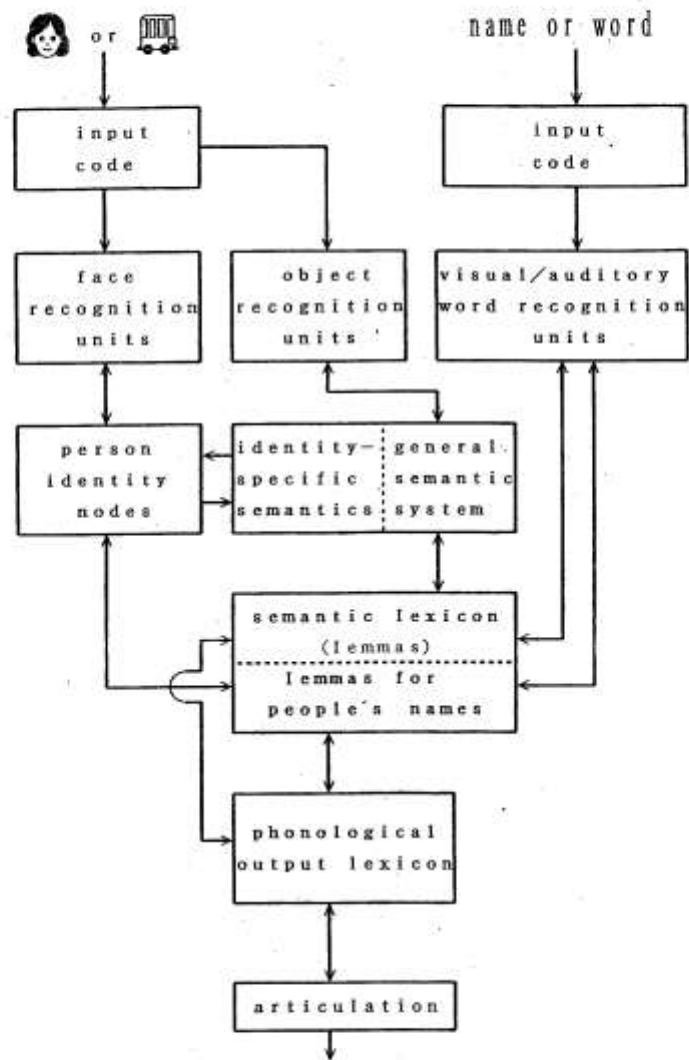 or
name or word
input
code
input
code
face
recognition
units
object
recognition
units
visual/auditory
word recognition
units
person
identity
nodes
identity-
specific
semantics
general
semantic
system
semantic lexicon
(lemmas)
lemmas for
people's names
phonological
output lexicon
articulation